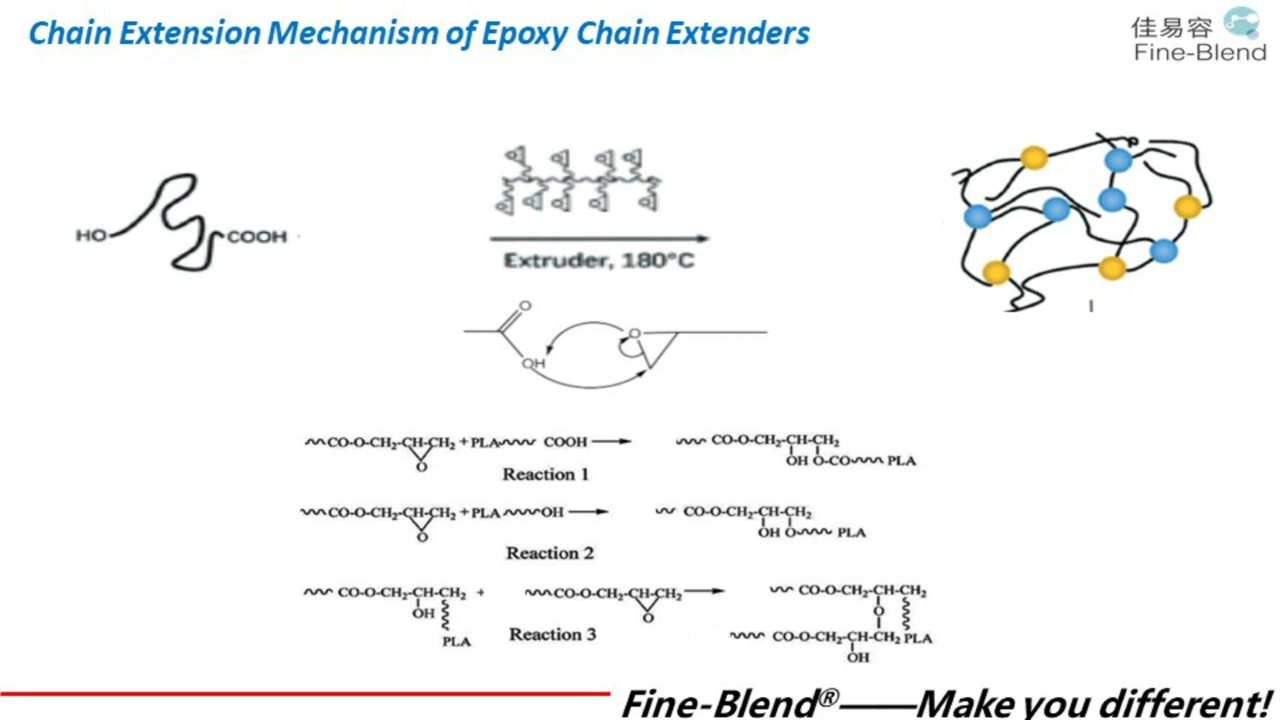 Chain Extension Mechanism of Epoxy Chain Extenders
佳易容
Fine-Blend
HO
COOH
Extruder, 180°C
O
OH
O
I
CO-O-CH₂-CH-CH₂ + PLA COOH
O
CO-O-CH₂-CH-CH₂
OH O-CO PLA
Reaction 1
CO-O-CH₂-CH-CH₂ + PLA OH
O
CO-O-CH₂-CH-CH₂
OH O PLA
Reaction 2
CO-O-CH₂-CH-CH₂ +
OH
PLA
CO-O-CH₂-CH-CH₂
O
CO-O-CH₂-CH-CH₂
O
CO-O-CH₂-CH-CH₂ PLA
OH
Reaction 3
Fine-Blend®——Make you different!